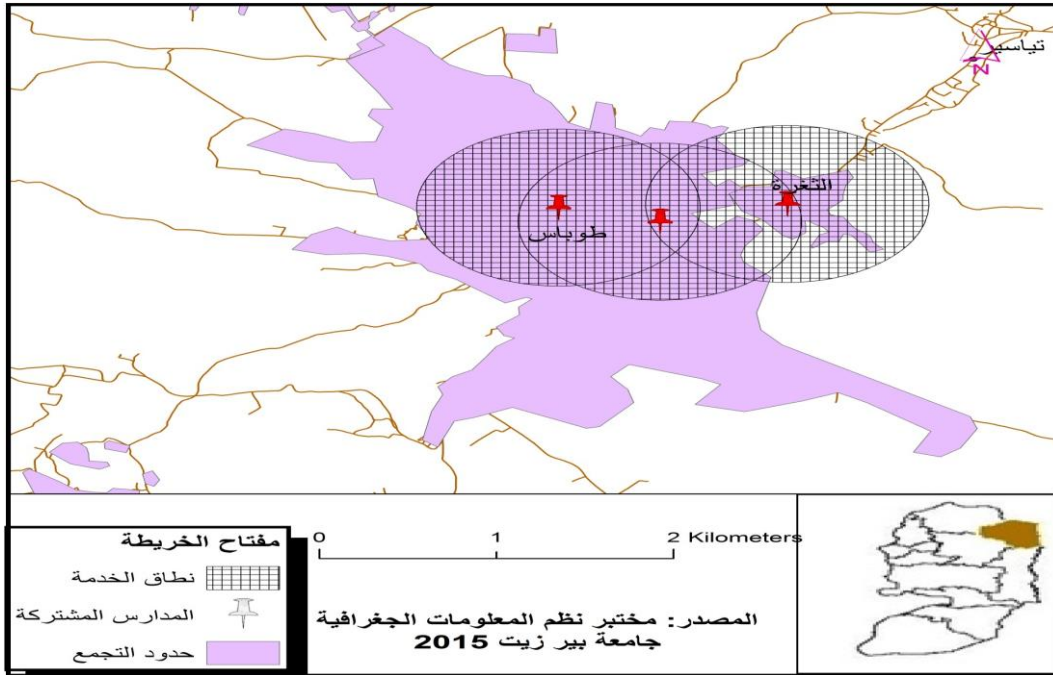 تياسير
N
الثغرة
طوباس
مفتاح الخريطة
نطاق الخدمة
المدارس المشتركة
حدود التجمع
0 1 2 Kilometers
المصدر: مختبر نظم المعلومات الجغرافية
جامعة بير زيت 2015